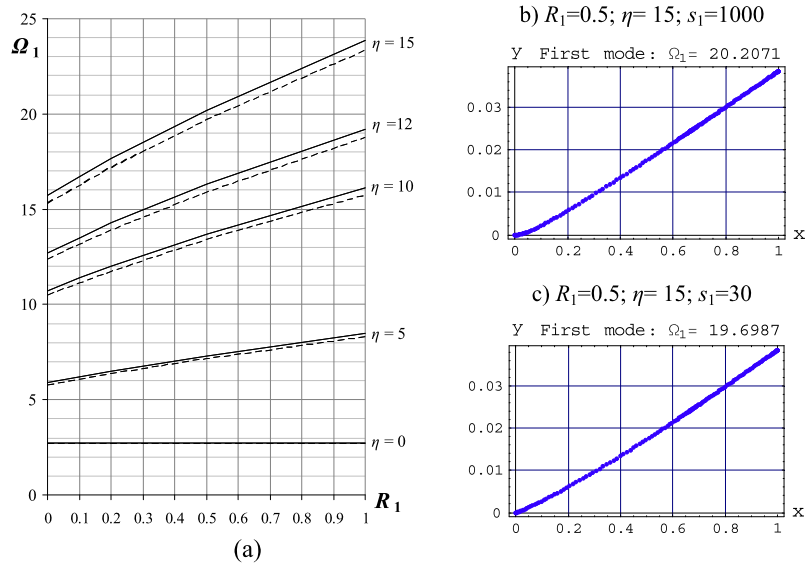 25
20
15
10
5
0
Ω₁
0 0.1 0.2 0.3 0.4 0.5 0.6 0.7 0.8 0.9 1
R₁
η = 15
η = 12
η = 10
η = 5
η = 0
(a)
b) R₁=0.5; η= 15; s₁=1000
y First mode: Ω₁= 20.2071
0.03
0.02
0.01
0
0 0.2 0.4 0.6 0.8 1
x
c) R₁=0.5; η= 15; s₁=30
y First mode: Ω₁= 19.6987
0.03
0.02
0.01
0
0 0.2 0.4 0.6 0.8 1
x